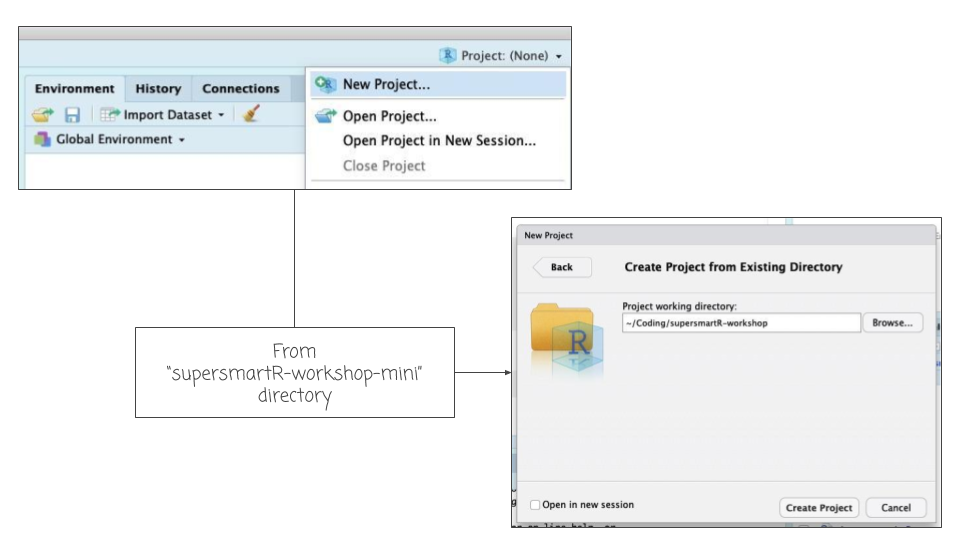 Project: (None)
Environment History Connections
New Project...
Import Dataset
Open Project...
Global Environment
Open Project in New Session...
Close Project
From
"supersmartR-workshop-mini"
directory
New Project
Back
Create Project from Existing Directory
Project working directory:
~/Coding/supersmartR-workshop
Browse...
R
Open in new session
Create Project
Cancel